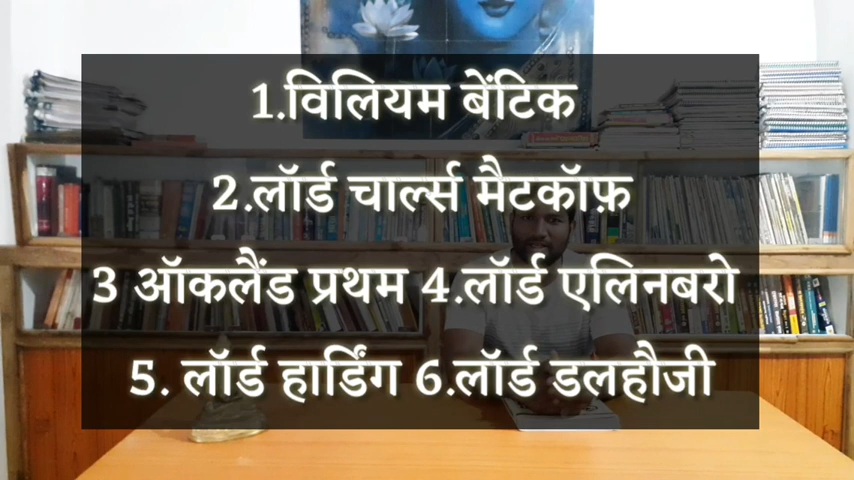 1.विलियम बेंटिक
2.लॉर्ड चार्ल्स मैटकॉफ़
3 ऑकलैंड प्रथम 4.लॉर्ड एलिनबरो
5. लॉर्ड हार्डिंग 6.लॉर्ड डलहौजी